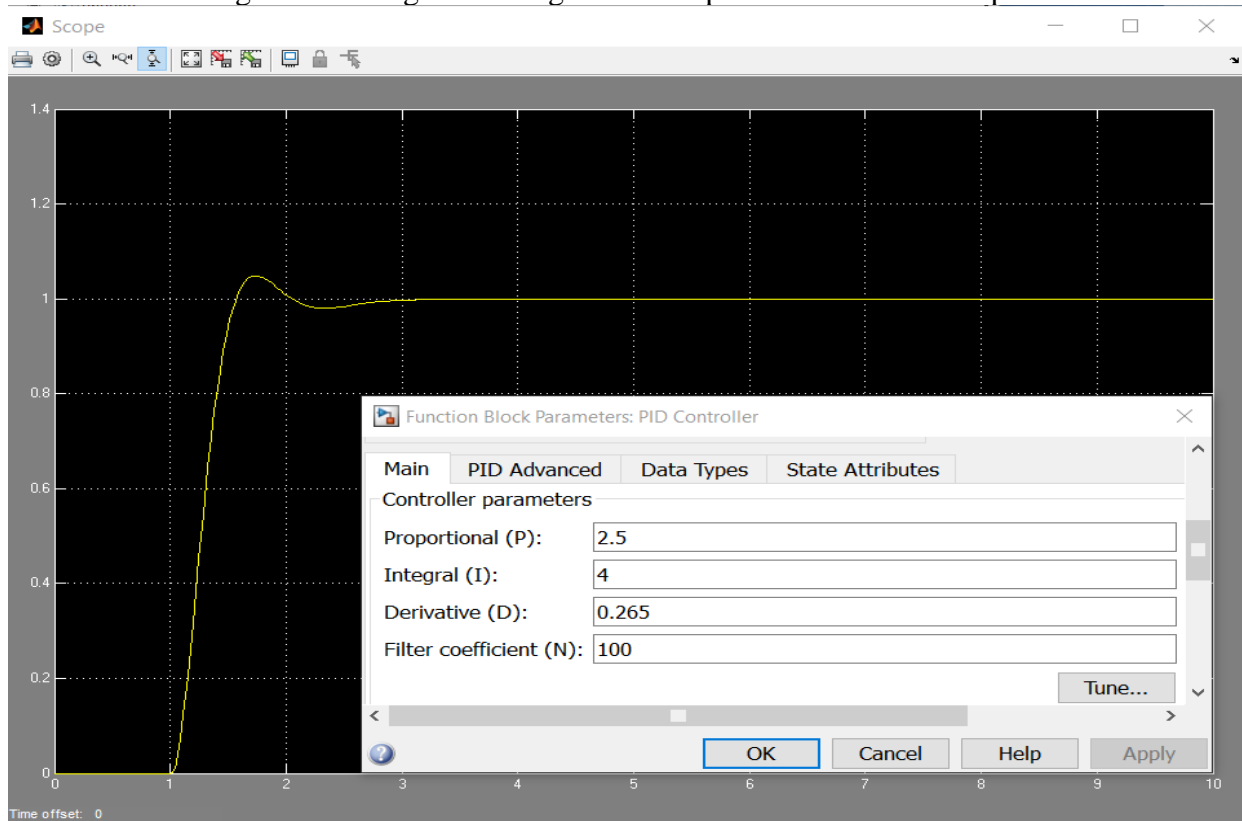 Scope
1.4
1.2
1
0.8
0.6
0.4
0.2
0
0 1 2 3 4 5 6 7 8 9 10
Time offset: 0
Function Block Parameters: PID Controller
Main PID Advanced Data Types State Attributes
Controller parameters
Proportional (P): 2.5
Integral (I): 4
Derivative (D): 0.265
Filter coefficient (N): 100
Tune...
OK Cancel Help Apply